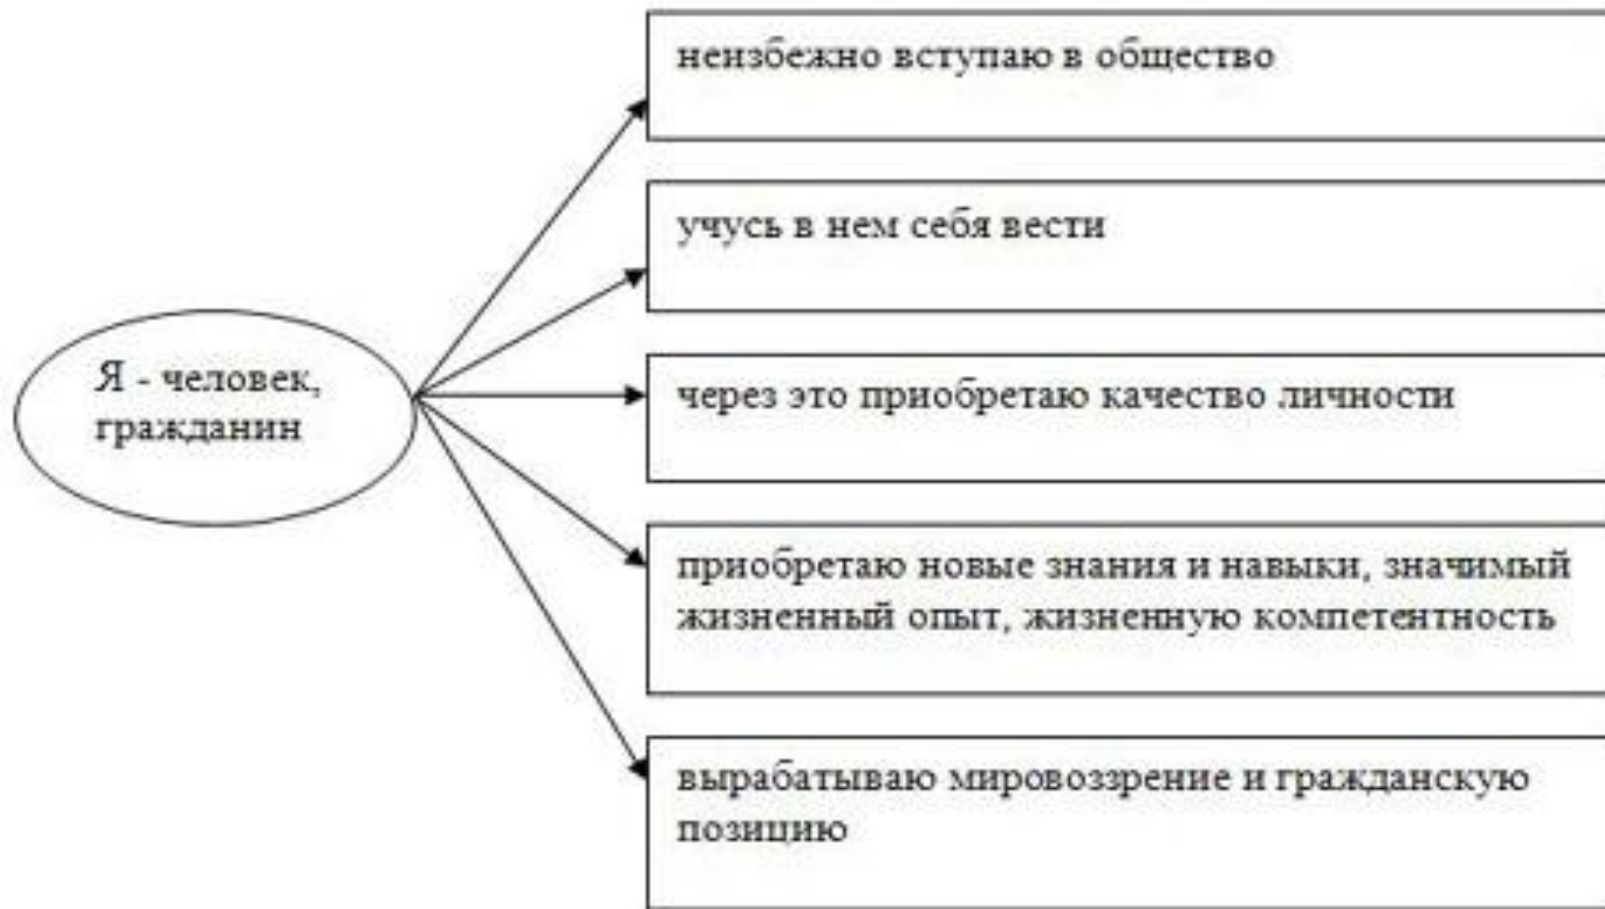 неизбежно вступаю в общество
учусь в нем себя вести
Я - человек,
гражданин
через это приобретаю качество личности
приобретаю новые знания и навыки, значимый
жизненный опыт, жизненную компетентность
вырабатываю мировоззрение и гражданскую
позицию